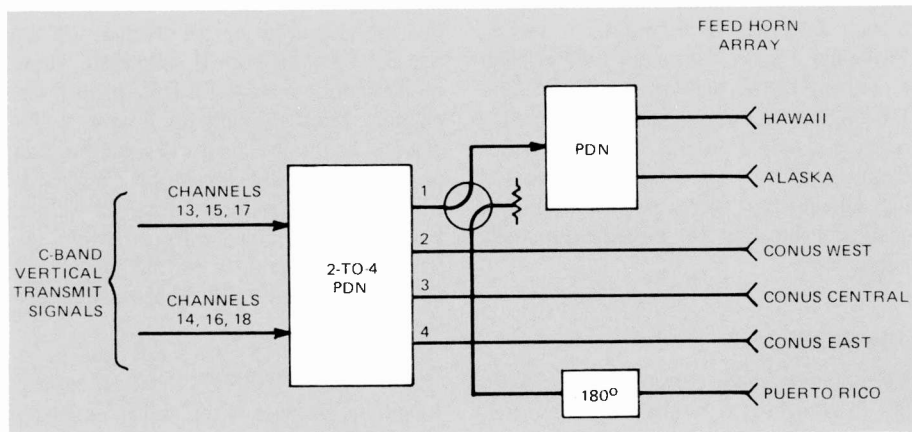 FEED HORN
ARRAY
HAWAII
PDN
ALASKA
CHANNELS
13, 15, 17
1
2
CONUS WEST
C-BAND
VERTICAL
TRANSMIT
SIGNALS
2-TO-4
PDN
3
CONUS CENTRAL
CHANNELS
14, 16, 18
4
CONUS EAST
180°
PUERTO RICO